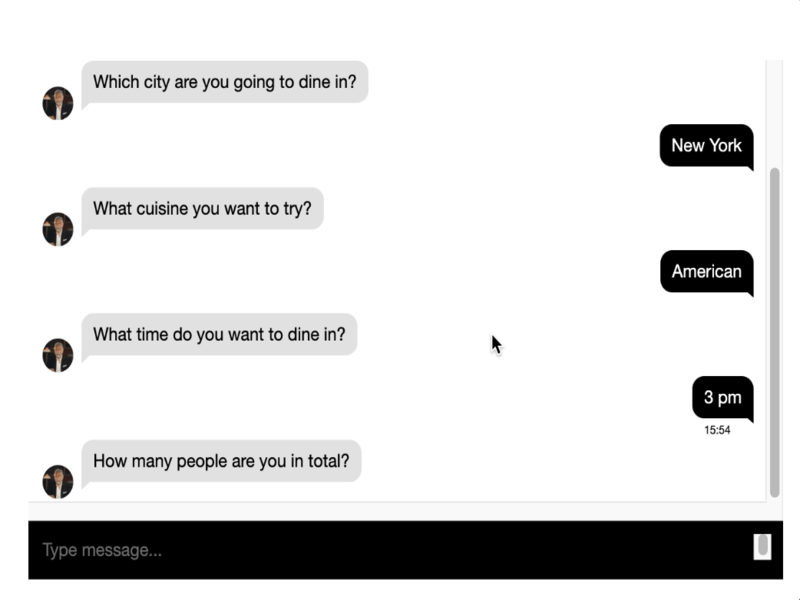 Which city are you going to dine in?
New York
What cuisine you want to try?
American
What time do you want to dine in?
3 pm
15:54
How many people are you in total?
Type message...